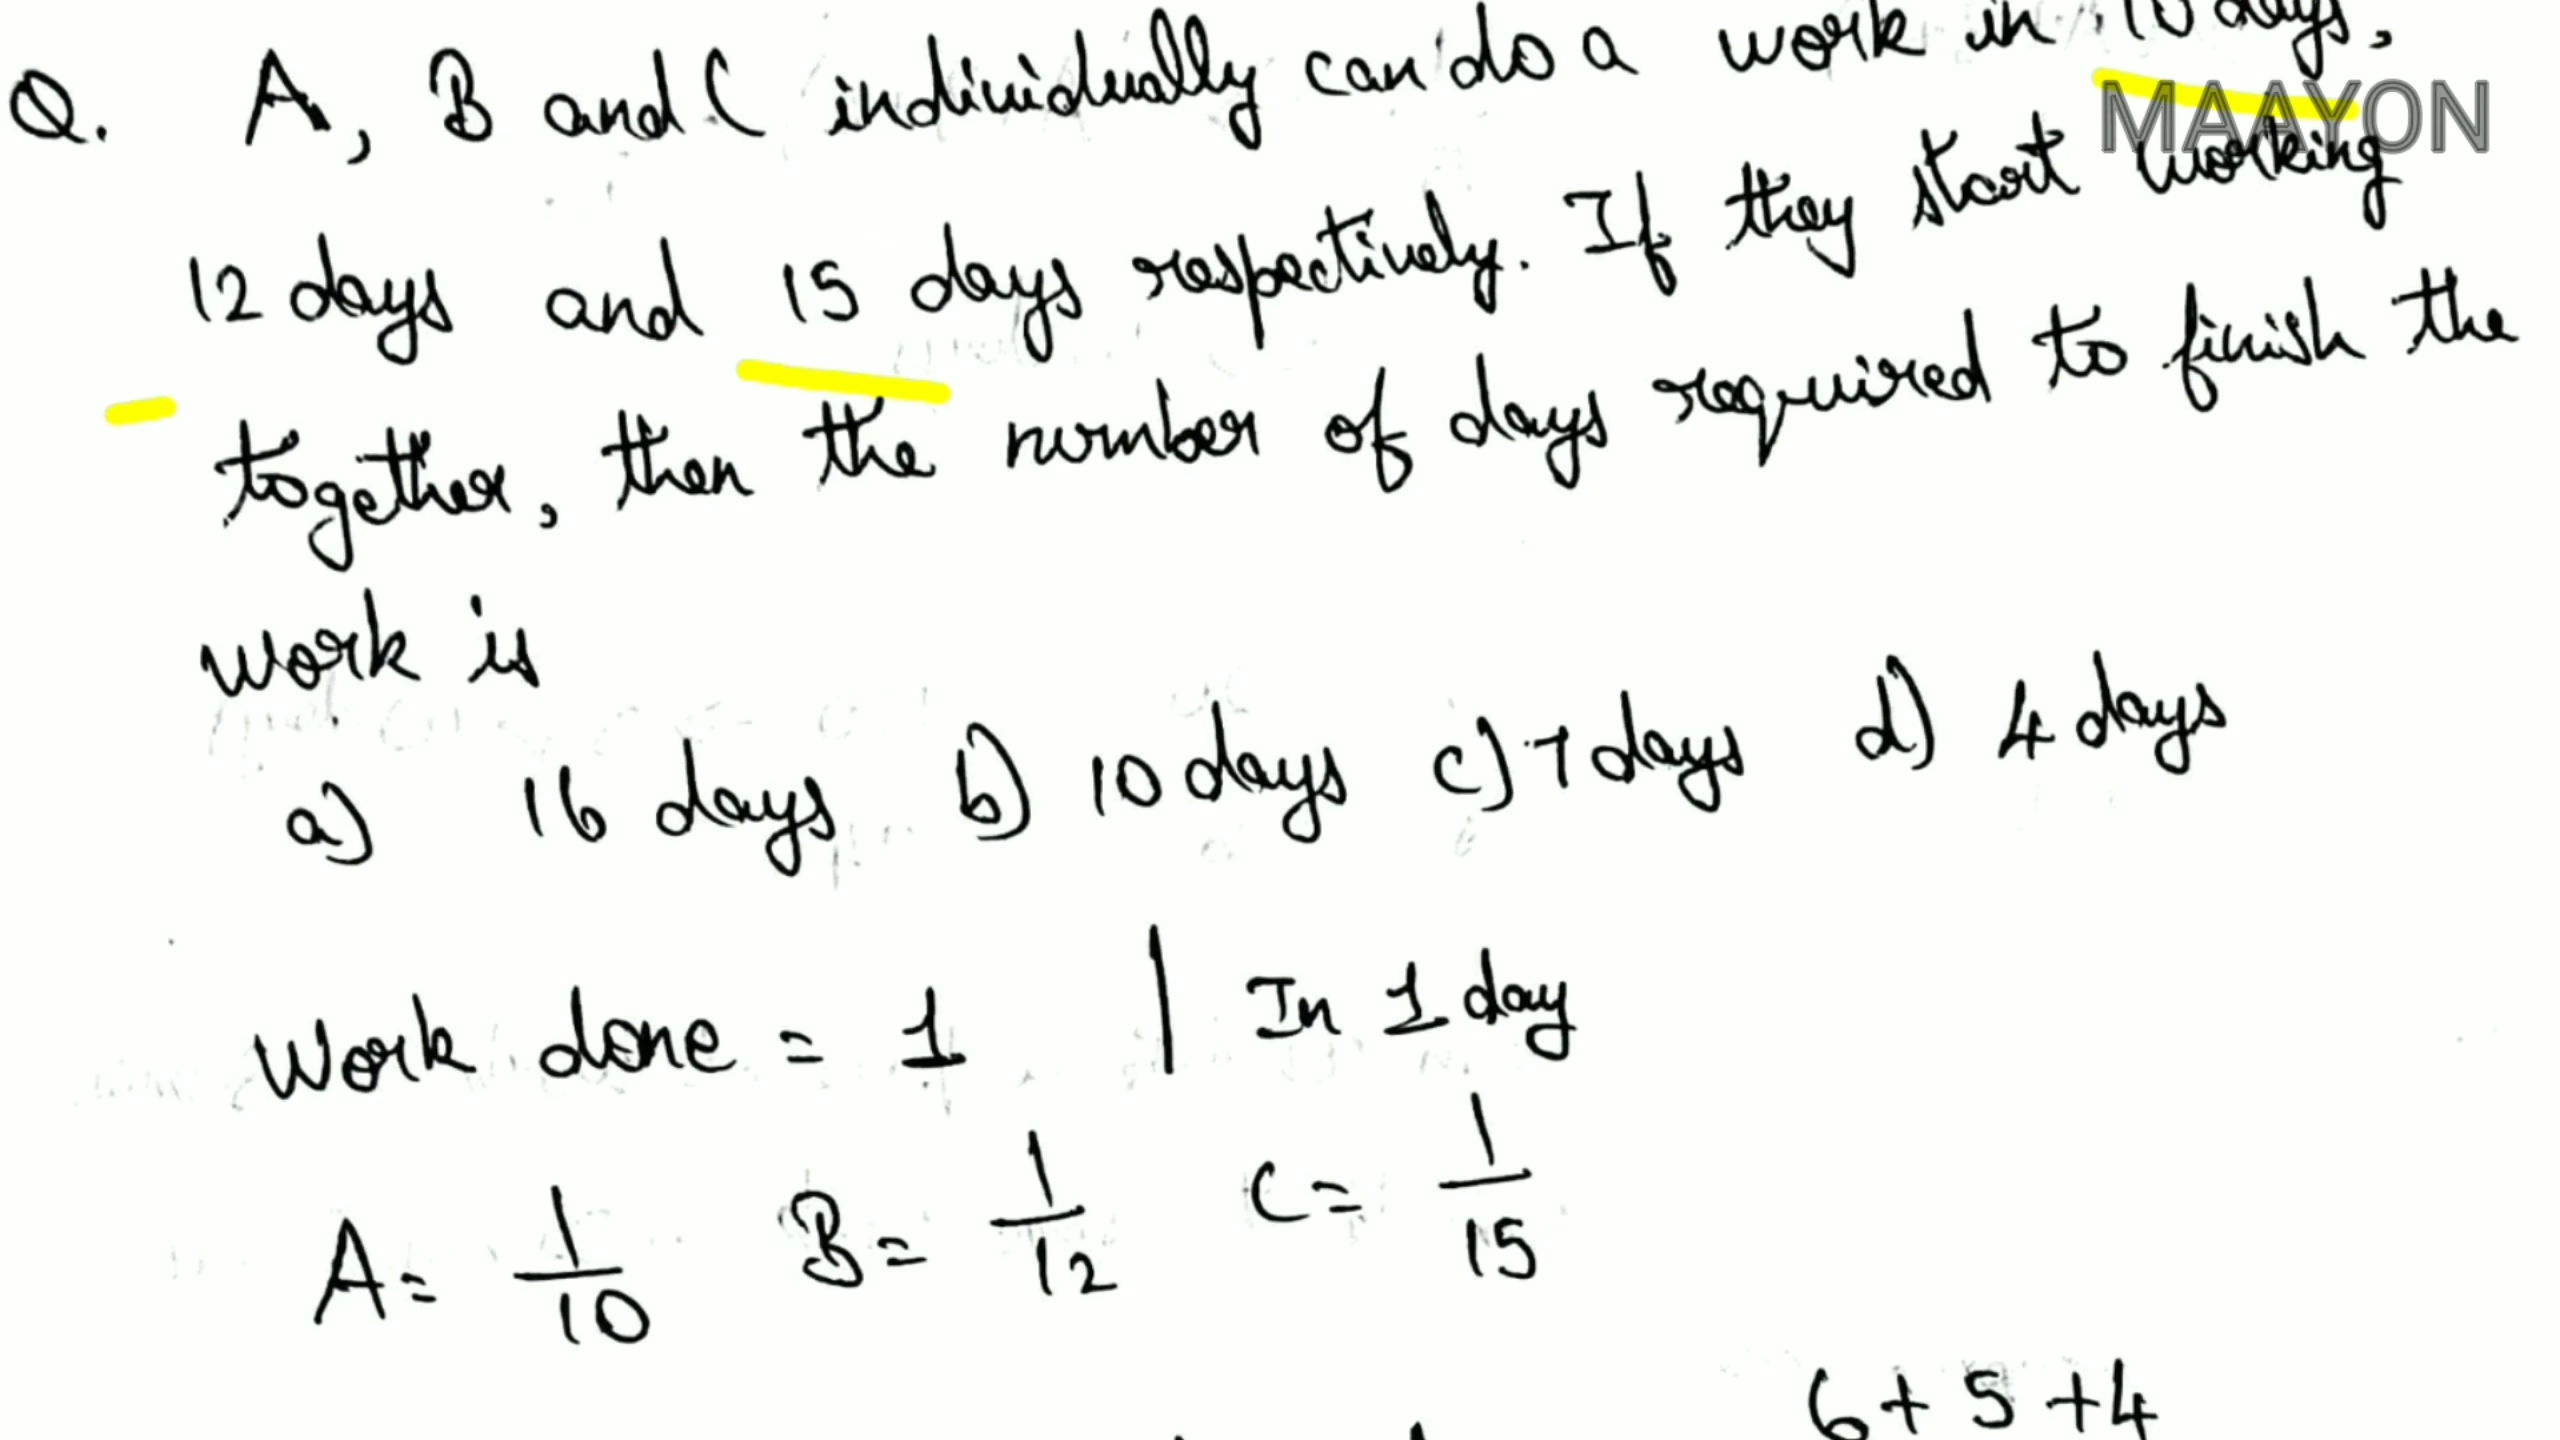 Q. A, B and C individually can do a work in 10 days,
MAAYON
12 days and 15 days respectively. If they start working
together, then the number of days required to finish the
work is
a) 16 days b) 10 days c) 7 days d) 4 days
Work done = 1 | In 1 day
A = 1/10 B = 1/12 C = 1/15
6 + 5 + 4